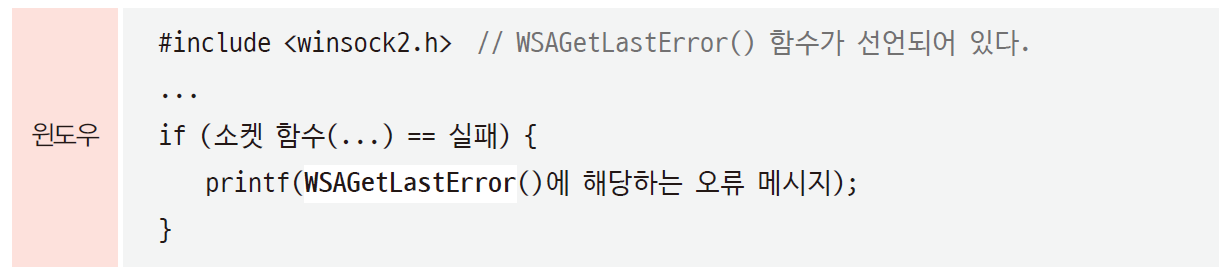 윈도우
#include <winsock2.h> // WSAGetLastError() 함수가 선언되어 있다.
...
if (소켓 함수(...) == 실패) {
printf(WSAGetLastError()에 해당하는 오류 메시지);
}